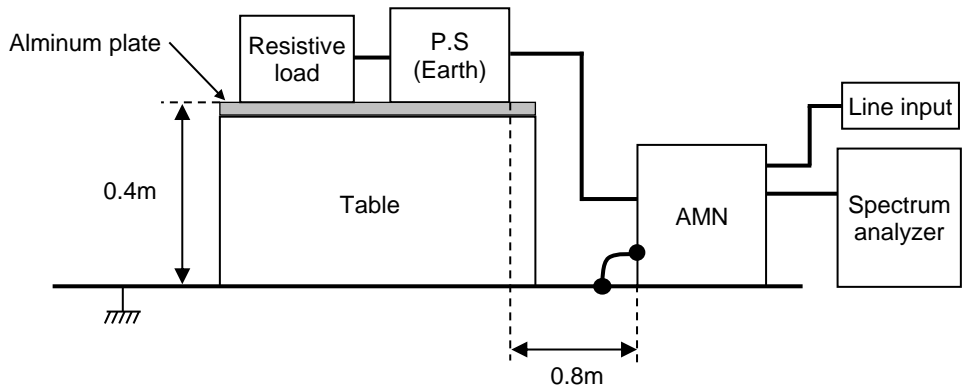 Alminum plate
Resistive
load
P.S
(Earth)
Line input
0.4m
Table
AMN
Spectrum
analyzer
0.8m